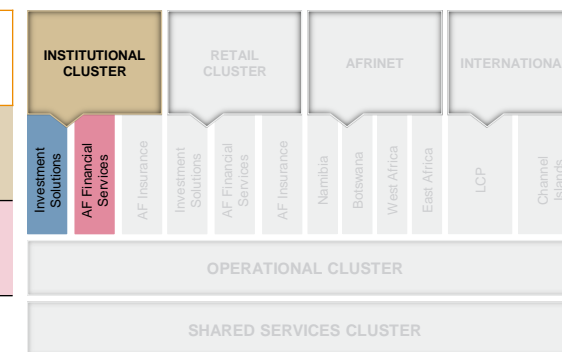 INSTITUTIONAL
CLUSTER
RETAIL
CLUSTER
AFRINET
INTERNATIONA
Investment
Solutions
AF Financial
Services
AF Insurance
Investment
Solutions
AF Financial
Services
AF Insurance
Namibia
Botswana
West Africa
East Africa
LCP
Channel
Islands
OPERATIONAL CLUSTER
SHARED SERVICES CLUSTER